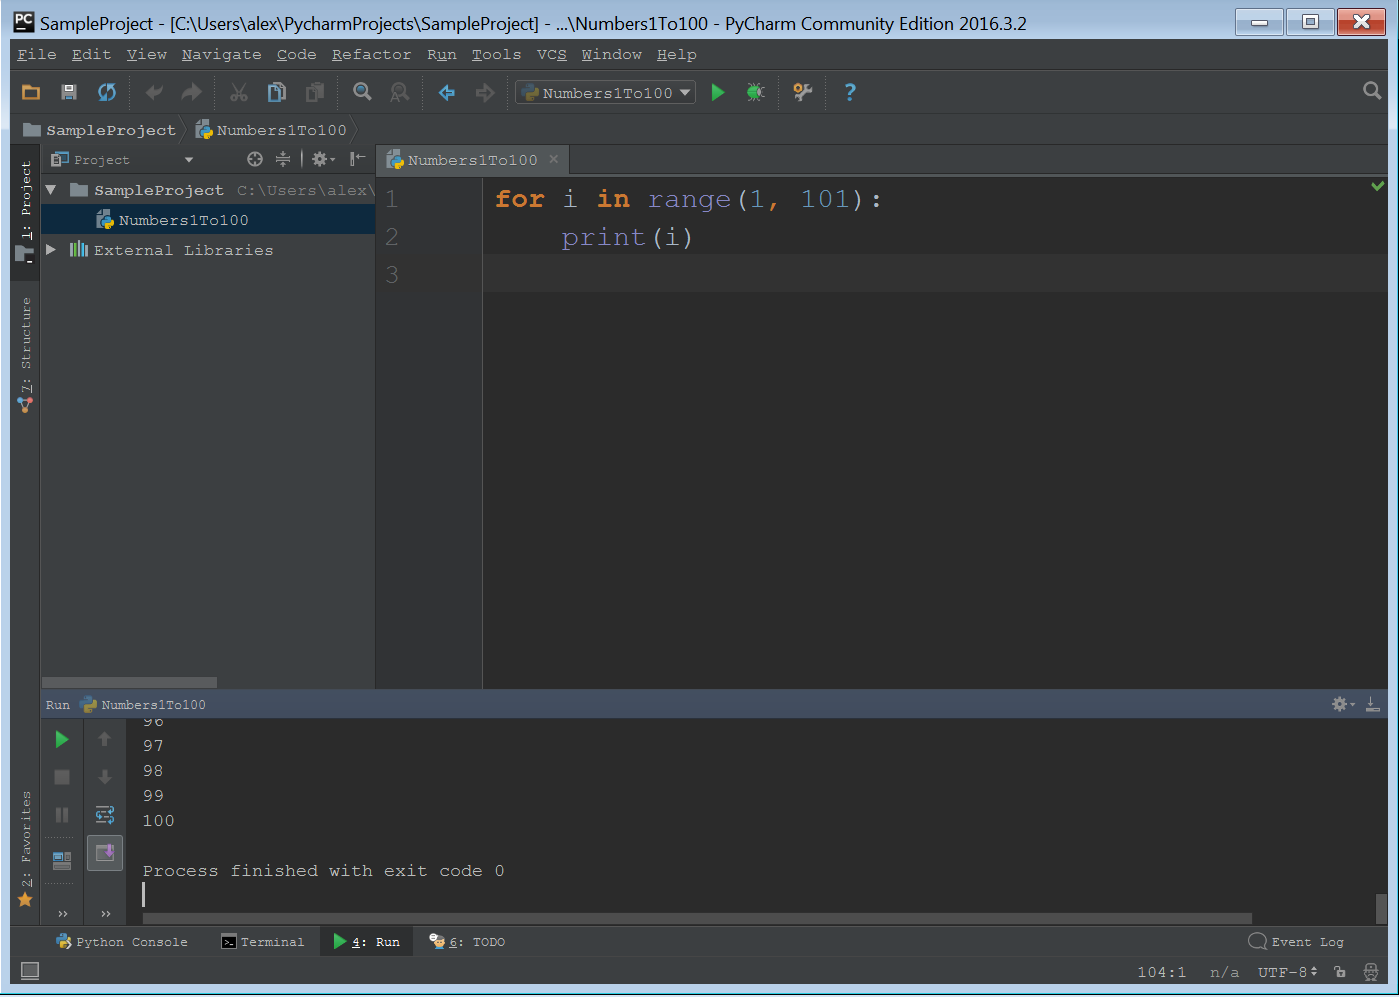 PC SampleProject - [C:\Users\alex\PycharmProjects\SampleProject] - ...\Numbers1To100 - PyCharm Community Edition 2016.3.2
File Edit View Navigate Code Refactor Run Tools VCS Window Help
Numbers1To100
SampleProject Numbers1To100
Project
Numbers1To100
1: Project
7: Structure
2: Favorites
SampleProject C:\Users\alex\
Numbers1To100
External Libraries
1 for i in range(1, 101):
2 print(i)
3
Run Numbers1To100
96
97
98
99
100
Process finished with exit code 0
Python Console Terminal 4: Run 6: TODO Event Log
104:1 n/a UTF-8